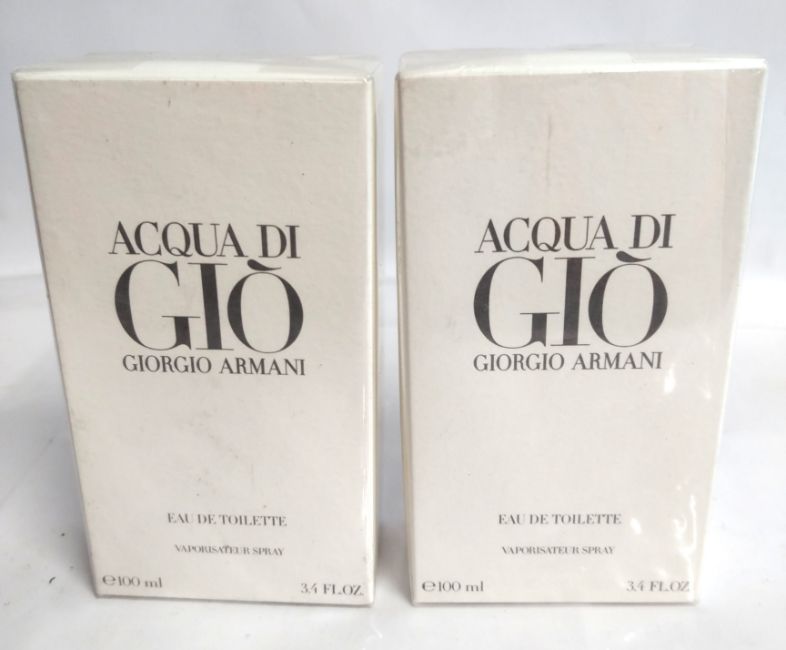 ACQUA DI
GIÒ
GIORGIO ARMANI
EAU DE TOILETTE
VAPORISATEUR SPRAY
℮100 ml 3.4 FL.OZ.
ACQUA DI
GIÒ
GIORGIO ARMANI
EAU DE TOILETTE
VAPORISATEUR SPRAY
℮100 ml 3.4 FL.OZ